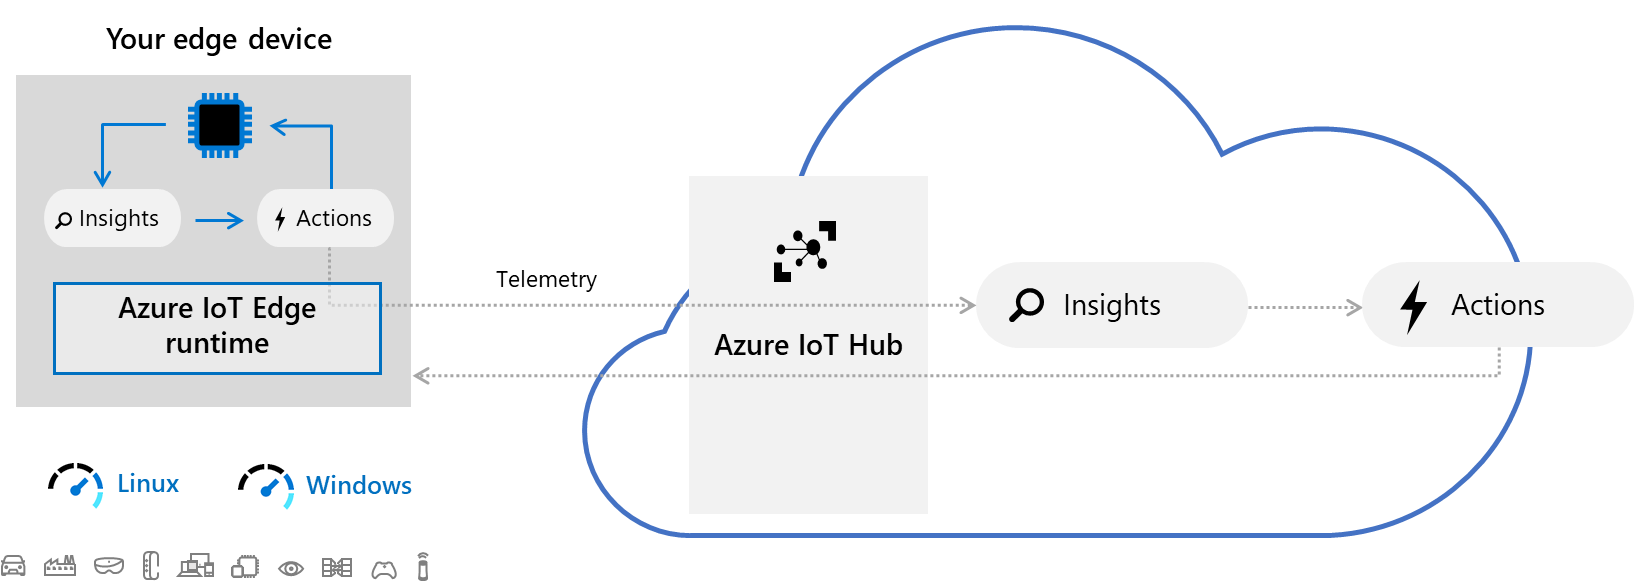 Your edge device
Insights
Actions
Azure IoT Edge
runtime
Linux
Windows
Telemetry
Azure IoT Hub
Insights
Actions